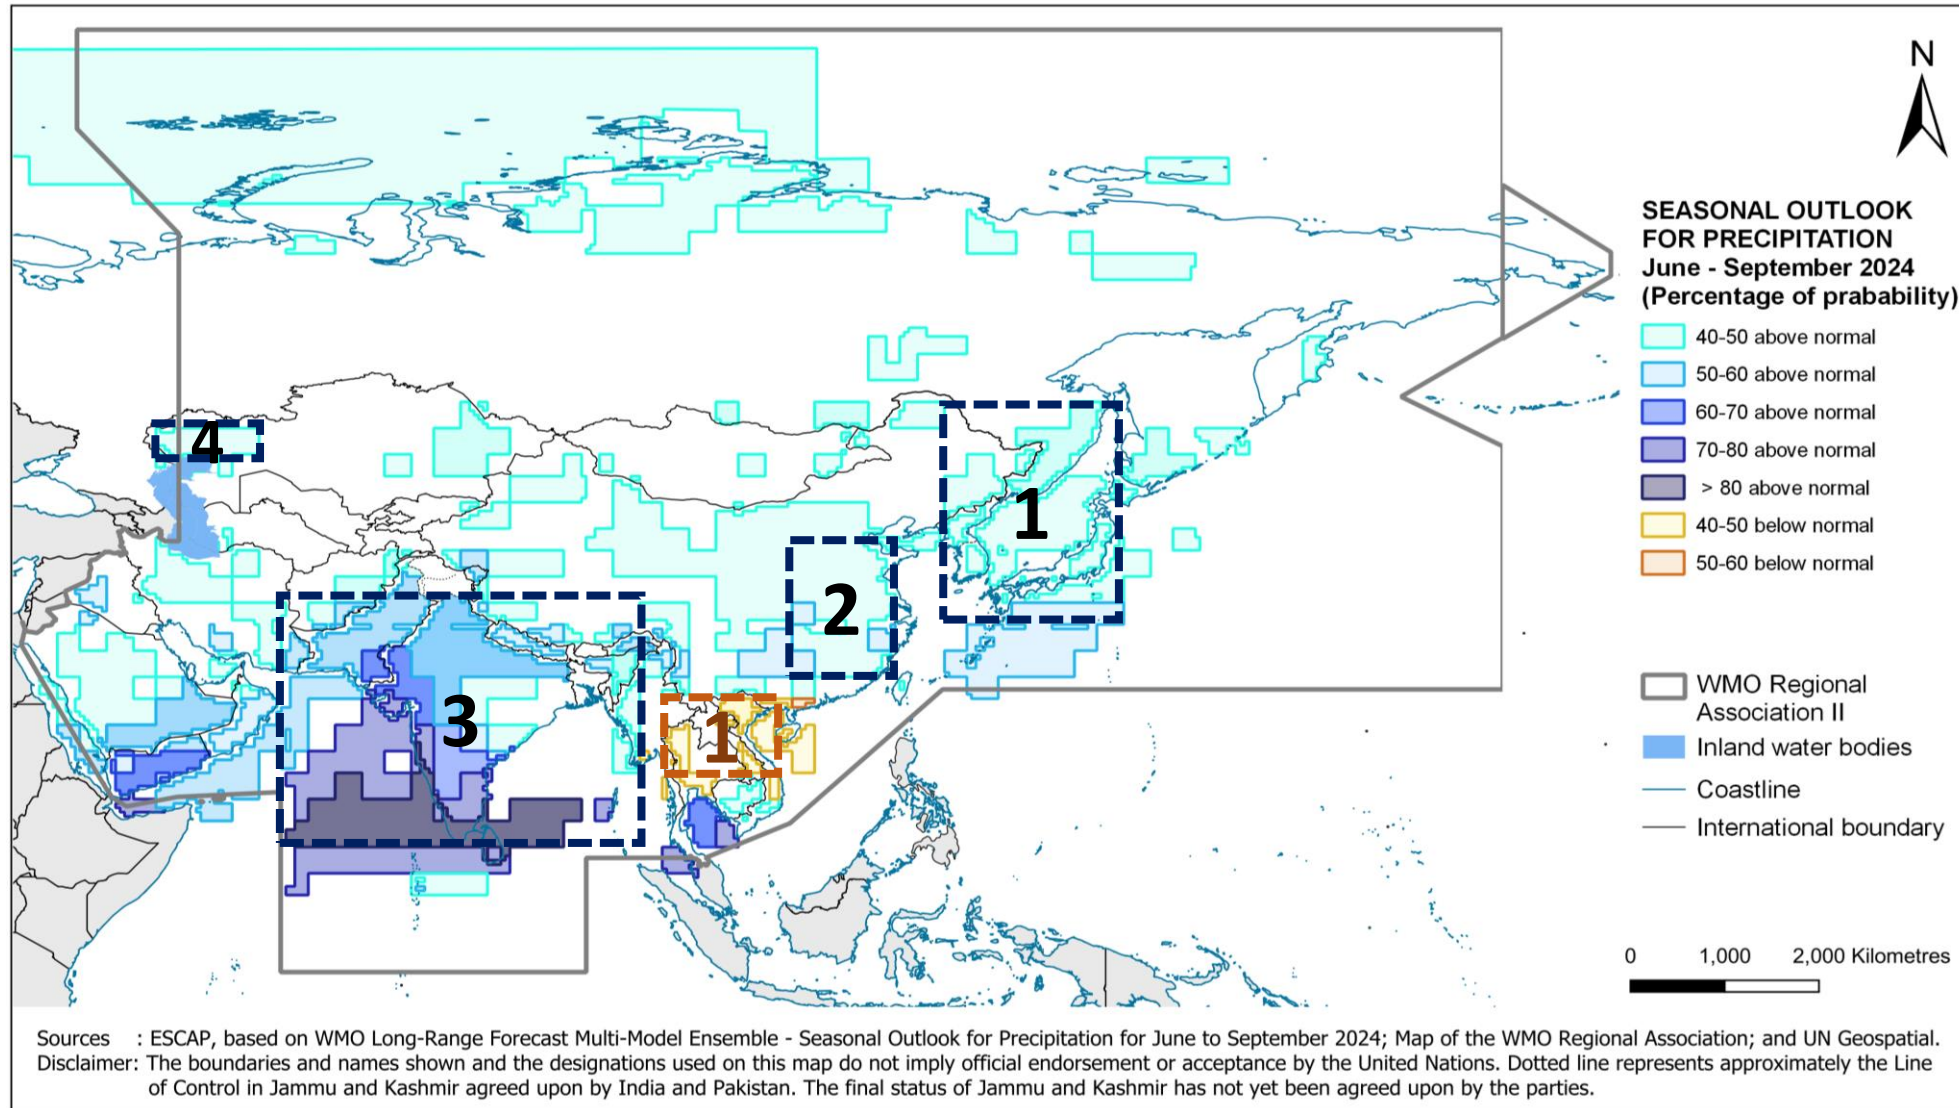 N
SEASONAL OUTLOOK
FOR PRECIPITATION
June - September 2024
(Percentage of prabability)
40-50 above normal
50-60 above normal
60-70 above normal
70-80 above normal
> 80 above normal
40-50 below normal
50-60 below normal
WMO Regional
Association II
Inland water bodies
Coastline
International boundary
0 1,000 2,000 Kilometres
4
1
2
3
1
Sources : ESCAP, based on WMO Long-Range Forecast Multi-Model Ensemble - Seasonal Outlook for Precipitation for June to September 2024; Map of the WMO Regional Association; and UN Geospatial.
Disclaimer: The boundaries and names shown and the designations used on this map do not imply official endorsement or acceptance by the United Nations. Dotted line represents approximately the Line
of Control in Jammu and Kashmir agreed upon by India and Pakistan. The final status of Jammu and Kashmir has not yet been agreed upon by the parties.